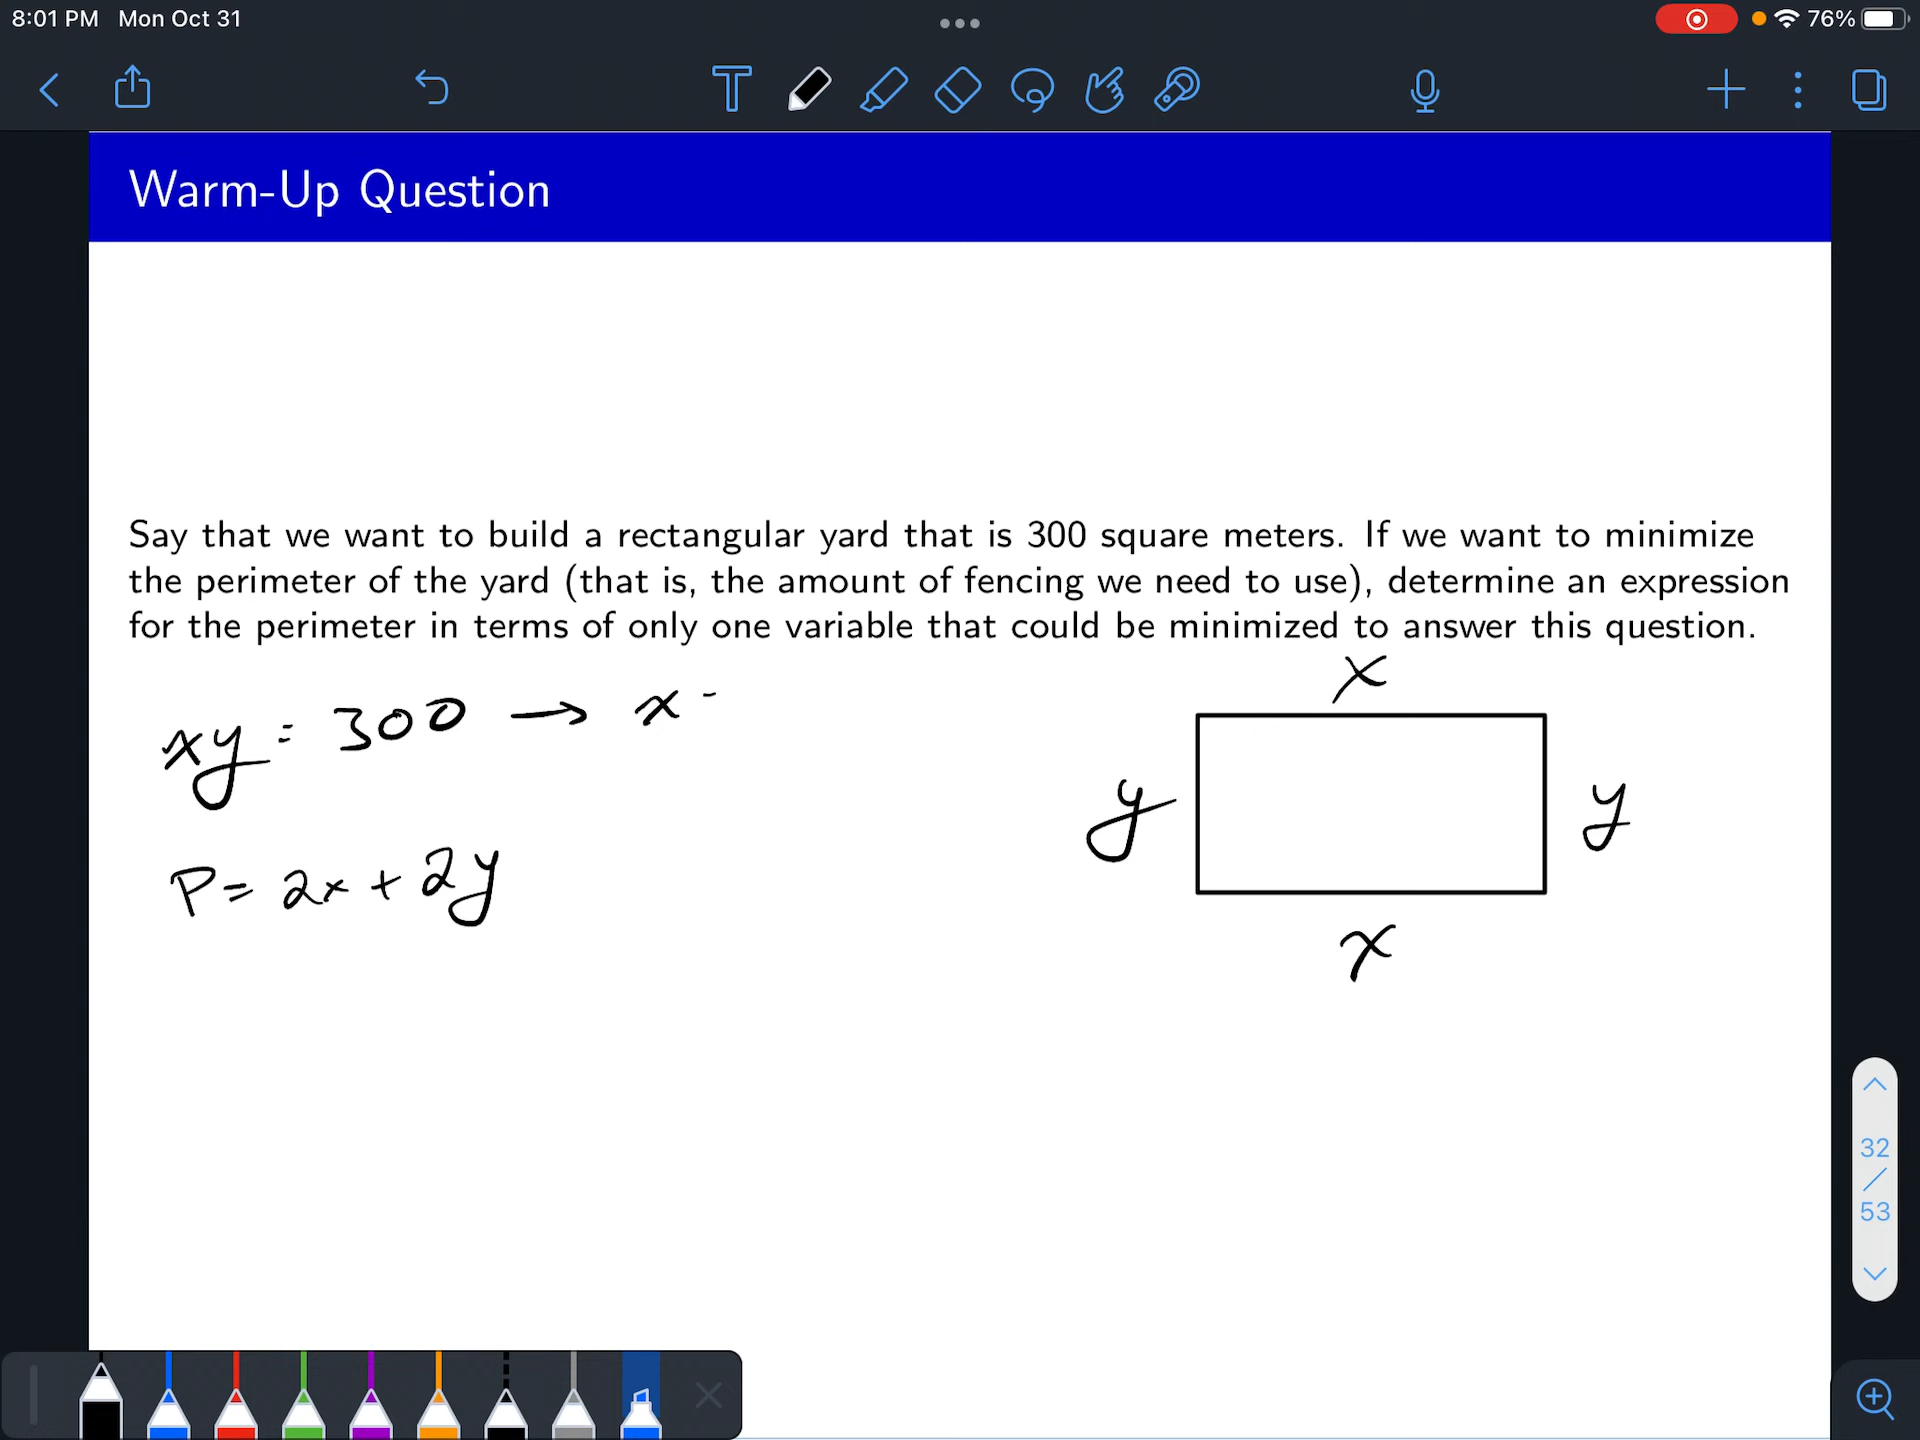 8:01 PM Mon Oct 31
76%
Warm-Up Question
Say that we want to build a rectangular yard that is 300 square meters. If we want to minimize
the perimeter of the yard (that is, the amount of fencing we need to use), determine an expression
for the perimeter in terms of only one variable that could be minimized to answer this question.
xy = 300 → x -
P = 2x + 2y
x
y
y
x
32
/
53